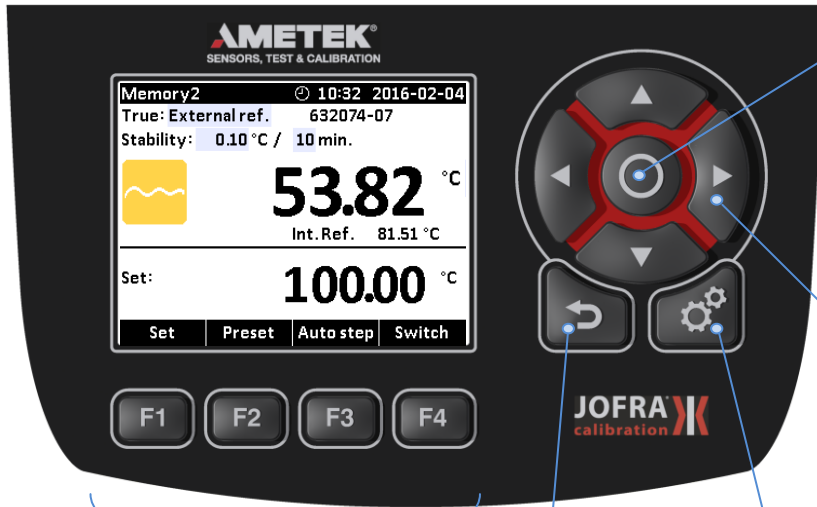 AMETEK®
SENSORS, TEST & CALIBRATION
Memory2 10:32 2016-02-04
True: External ref. 632074-07
Stability: 0.10 °C / 10 min.
53.82 °C
Int. Ref. 81.51 °C
Set: 100.00 °C
Set Preset Auto step Switch
F1 F2 F3 F4
JOFRA®
calibration